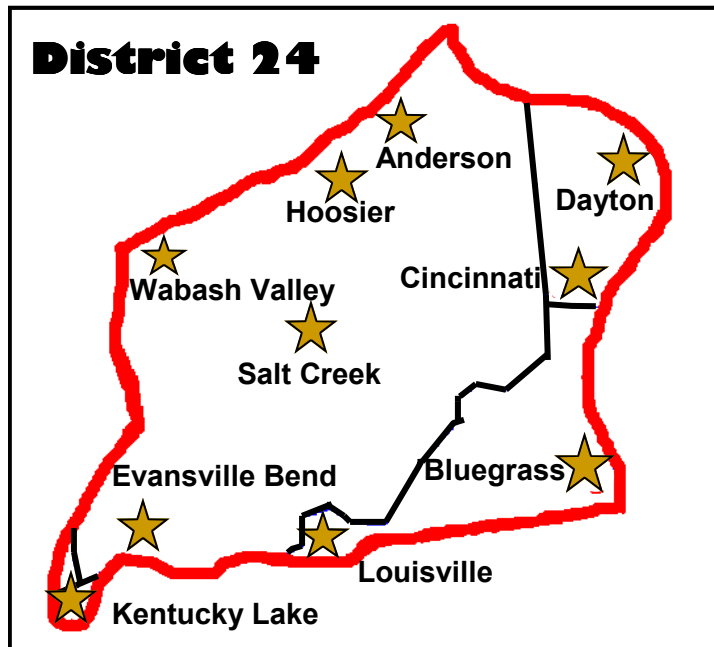 District 24
Anderson
Hoosier
Dayton
Cincinnati
Wabash Valley
Salt Creek
Evansville Bend
Bluegrass
Louisville
Kentucky Lake